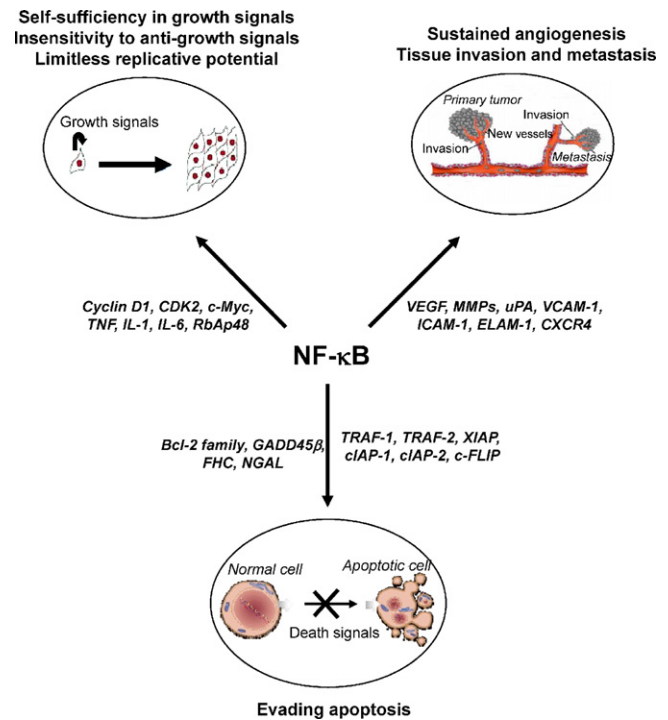 Self-sufficiency in growth signals
Insensitivity to anti-growth signals
Limitless replicative potential
Growth signals
Sustained angiogenesis
Tissue invasion and metastasis
Primary tumor
Invasion
New vessels
Invasion
Metastasis
Cyclin D1, CDK2, c-Myc,
TNF, IL-1, IL-6, RbAp48
VEGF, MMPs, uPA, VCAM-1,
ICAM-1, ELAM-1, CXCR4
NF-κB
Bcl-2 family, GADD45β,
FHC, NGAL
TRAF-1, TRAF-2, XIAP,
cIAP-1, cIAP-2, c-FLIP
Normal cell
Apoptotic cell
Death signals
Evading apoptosis